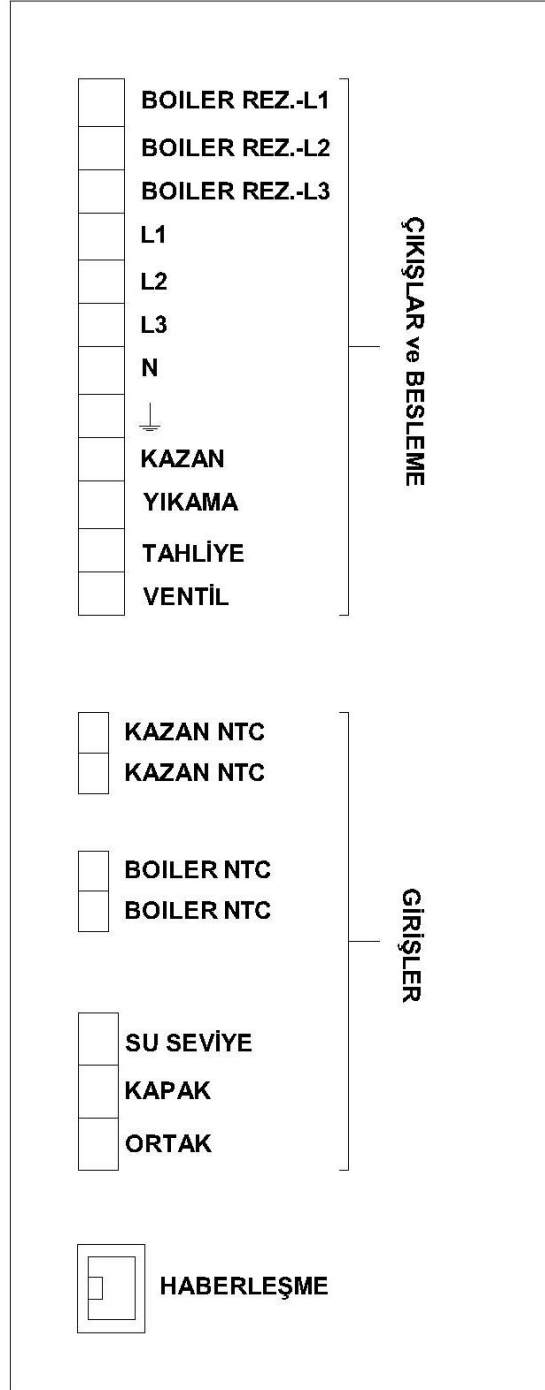 BOILER REZ.-L1
BOILER REZ.-L2
BOILER REZ.-L3
L1
L2
L3
N
KAZAN
YIKAMA
TAHLİYE
VENTİL
ÇIKIŞLAR ve BESLEME
KAZAN NTC
KAZAN NTC
BOILER NTC
BOILER NTC
SU SEVİYE
KAPAK
ORTAK
GİRİŞLER
HABERLEŞME